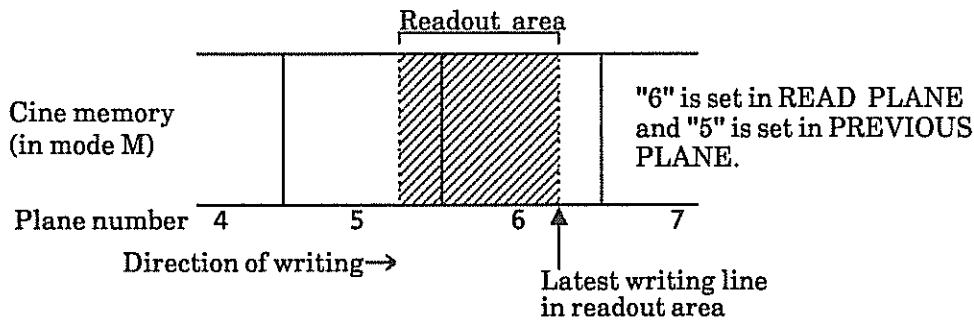 Readout area
Cine memory
(in mode M)
"6" is set in READ PLANE
and "5" is set in PREVIOUS
PLANE.
Plane number 4 5 6 7
Direction of writing→
Latest writing line
in readout area